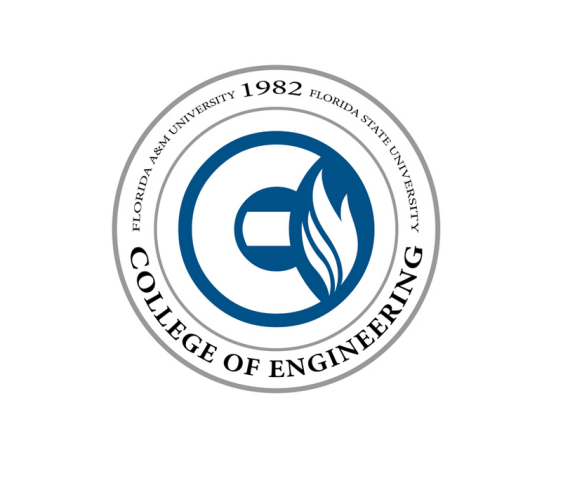 FLORIDA A&M UNIVERSITY 1982 FLORIDA STATE UNIVERSITY
COLLEGE OF ENGINEERING